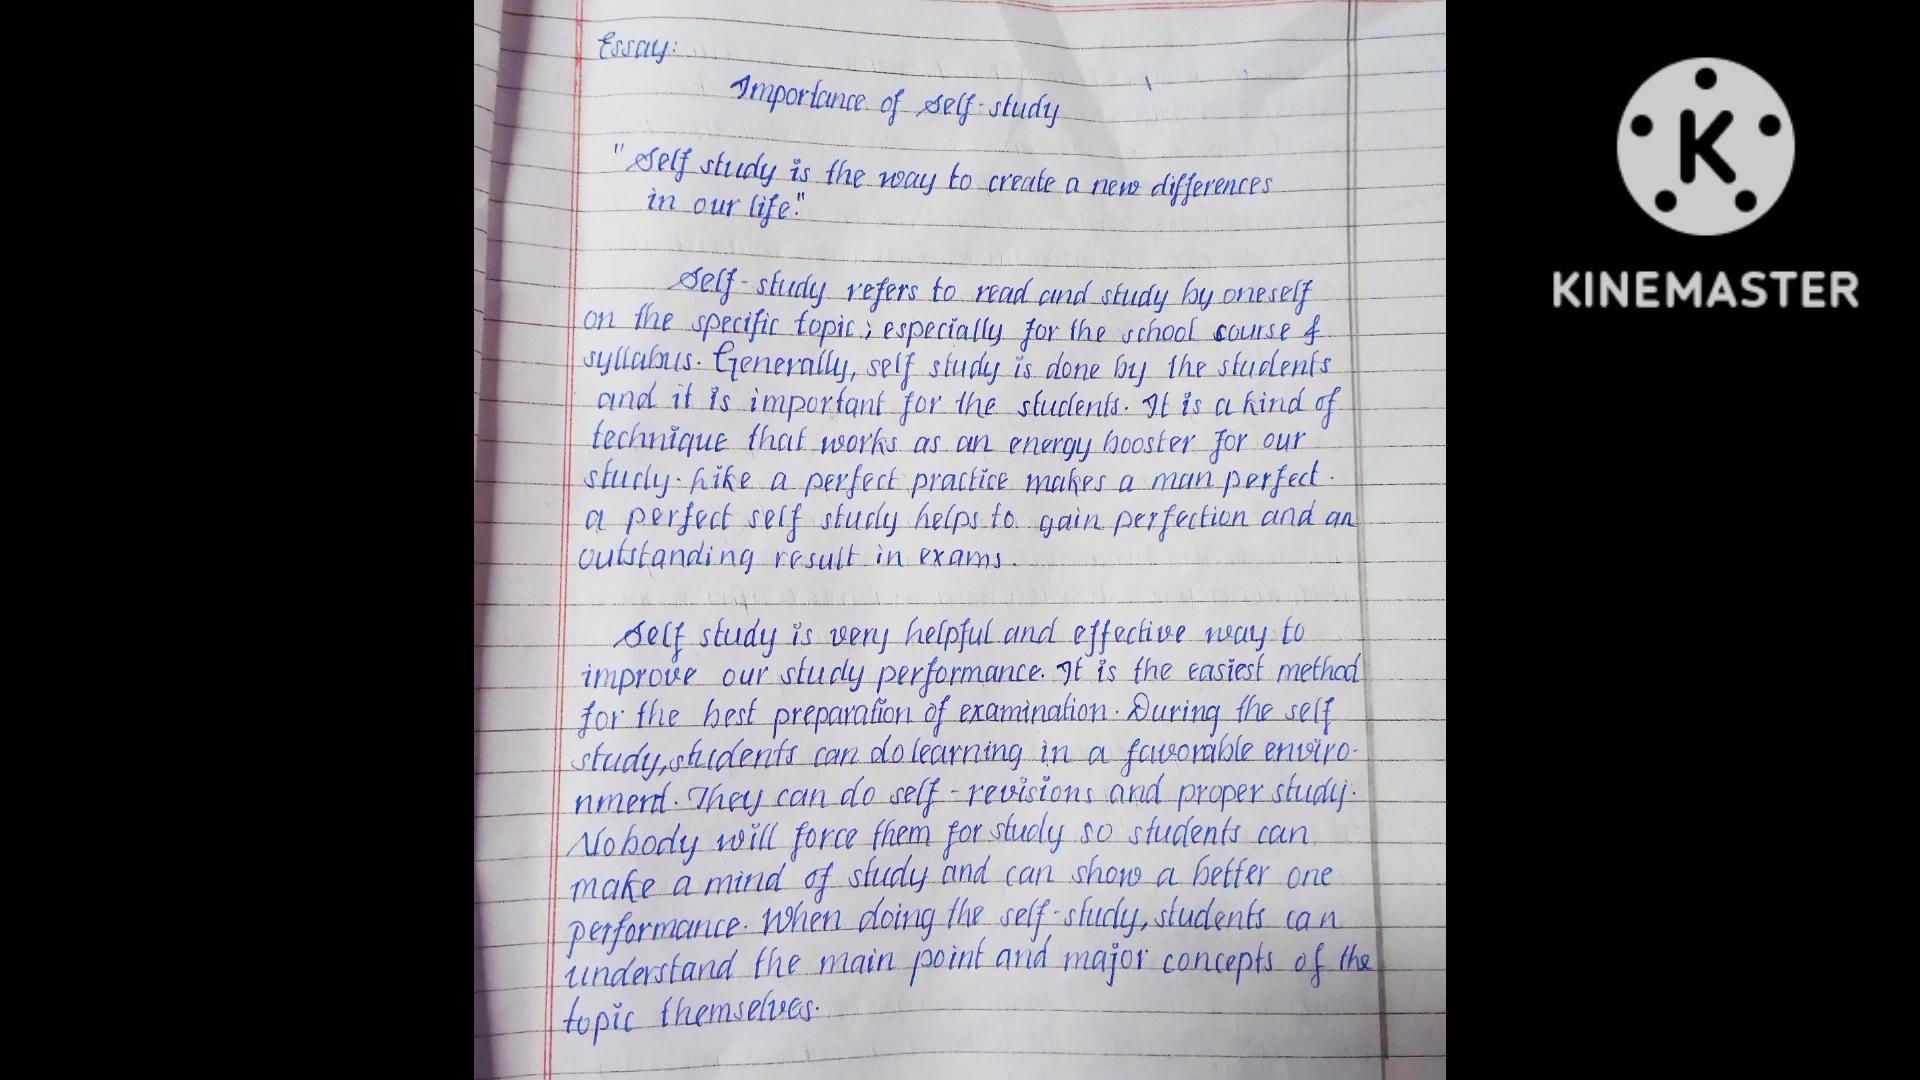 Essay:
Importance of Self-study
"Self study is the way to create a new differences
in our life."
Self-study refers to read and study by oneself
on the specific topic; especially for the school course &
syllabus. Generally, self study is done by the students
and it is important for the students. It is a kind of
technique that works as an energy booster for our
study. Like a perfect practice makes a man perfect.
a perfect self study helps to gain perfection and an
outstanding result in exams.
Self study is very helpful and effective way to
improve our study performance. It is the easiest method
for the best preparation of examination. During the self
study, students can do learning in a favorable enviro-
nment. They can do self-revisions and proper study.
Nobody will force them for study so students can
make a mind of study and can show a better one
performance. When doing the self-study, students can
understand the main point and major concepts of the
topic themselves.
K
KINEMASTER